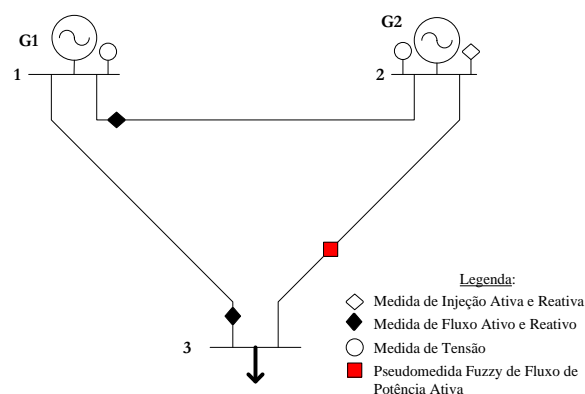 G1
G2
1
2
3
Legenda:
Medida de Injeção Ativa e Reativa
Medida de Fluxo Ativo e Reativo
Medida de Tensão
Pseudomedida Fuzzy de Fluxo de
Potência Ativa